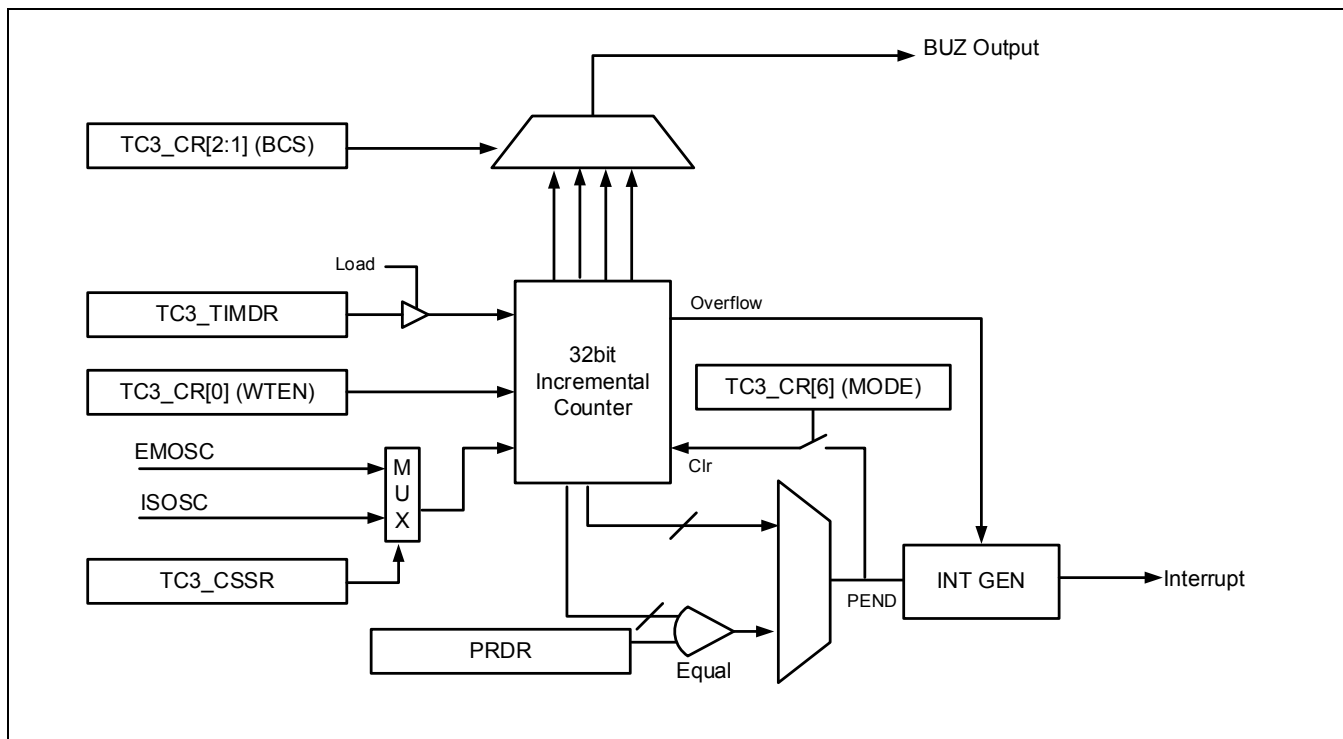 BUZ Output
TC3_CR[2:1] (BCS)
Load
TC3_TIMDR
Overflow
32bit
Incremental
Counter
TC3_CR[0] (WTEN)
TC3_CR[6] (MODE)
EMOSC
M
U
X
Clr
ISOSC
TC3_CSSR
INT GEN
Interrupt
PEND
PRDR
Equal